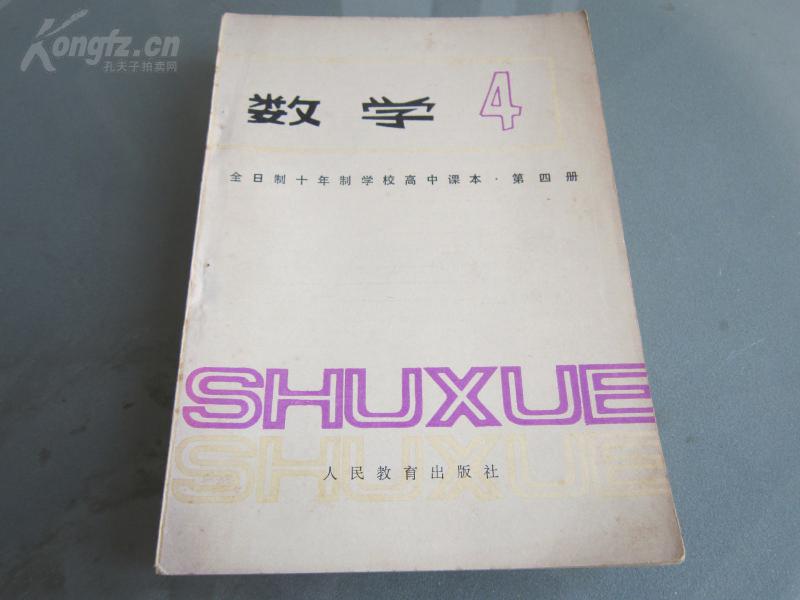 Kongfz.cn
孔夫子拍卖网
数学 4
全日制十年制学校高中课本·第四册
SHUXUE
SHUXUE
人民教育出版社